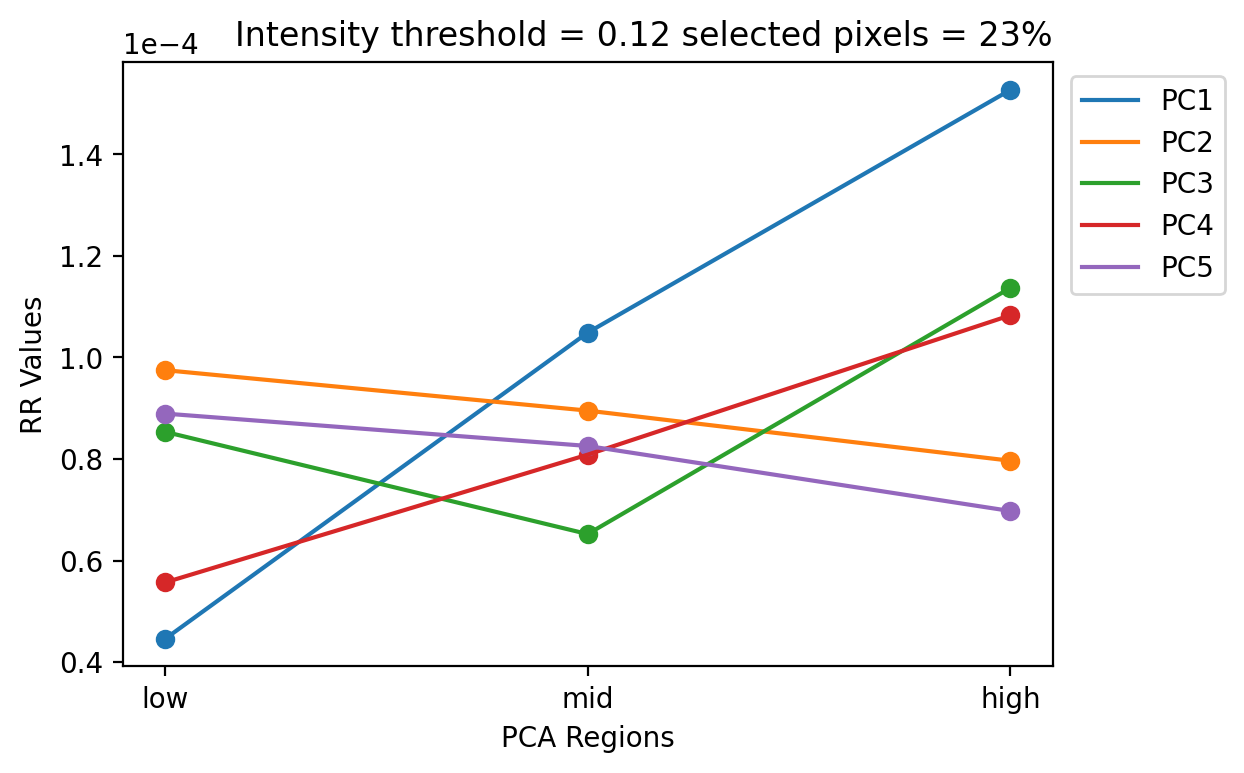 Intensity threshold = 0.12 selected pixels = 23%
1e−4
1.4
1.2
1.0
0.8
0.6
0.4
RR Values
low
mid
high
PCA Regions
PC1
PC2
PC3
PC4
PC5